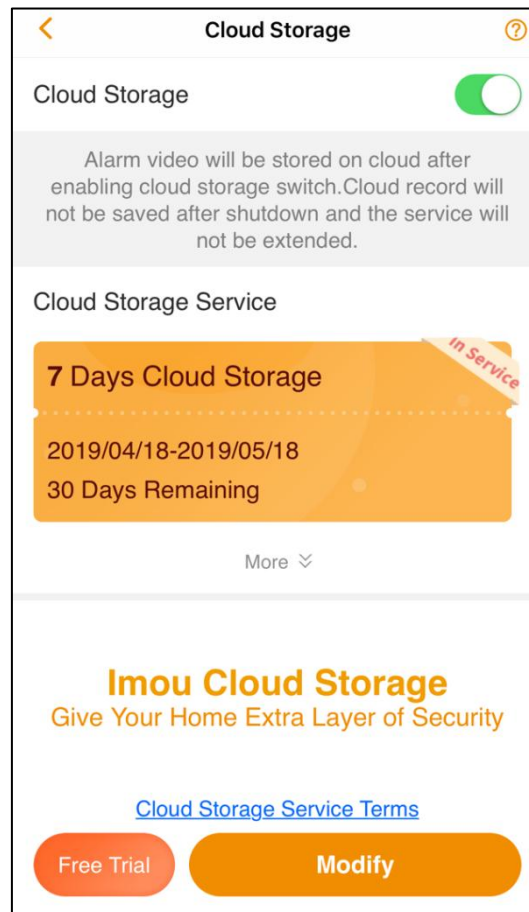 Cloud Storage
Cloud Storage
Alarm video will be stored on cloud after
enabling cloud storage switch.Cloud record will
not be saved after shutdown and the service will
not be extended.
Cloud Storage Service
In Service
7 Days Cloud Storage
2019/04/18-2019/05/18
30 Days Remaining
More
Imou Cloud Storage
Give Your Home Extra Layer of Security
Cloud Storage Service Terms
Free Trial
Modify